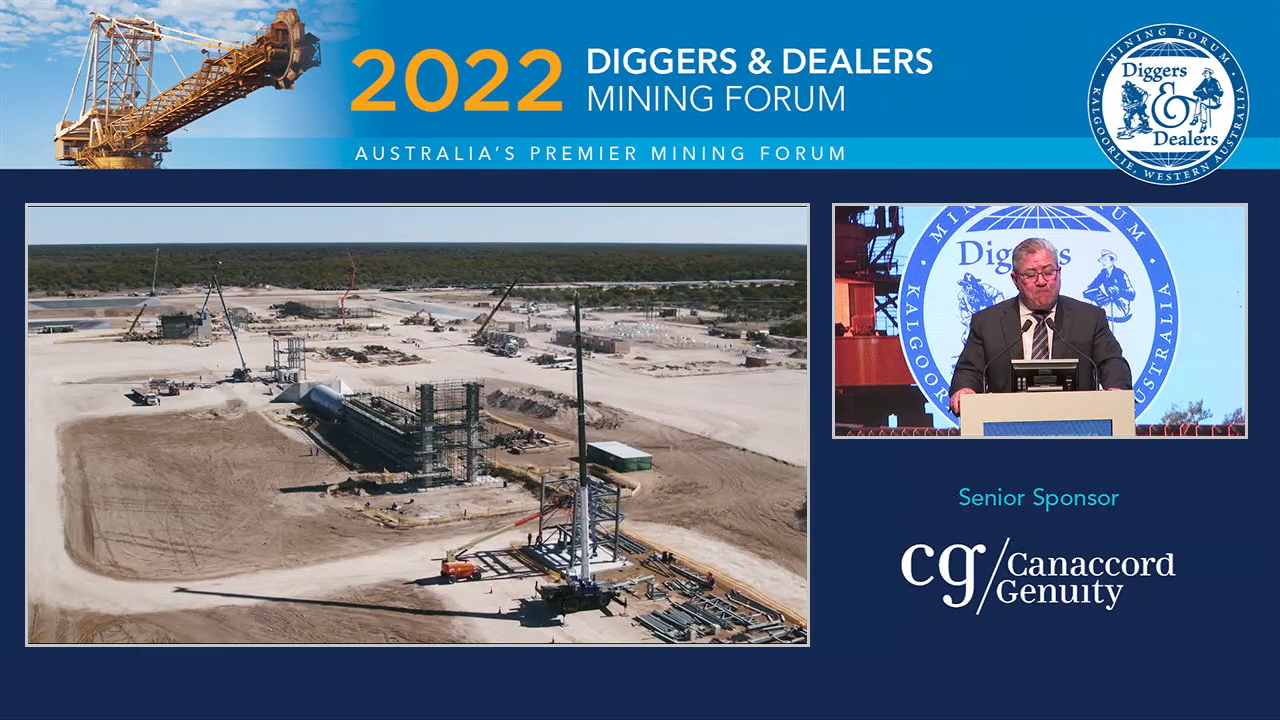 2022
DIGGERS & DEALERS
MINING FORUM
AUSTRALIA'S PREMIER MINING FORUM
MINING FORUM
Diggers
&
Dealers
KALGOORLIE, WESTERN AUSTRALIA
Senior Sponsor
cg/Canaccord
Genuity